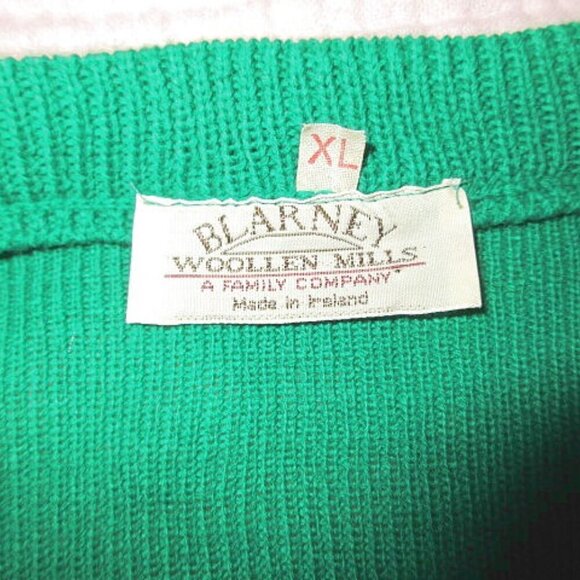 XL
BLARNEY
WOOLLEN MILLS
A FAMILY COMPANY
Made in Ireland